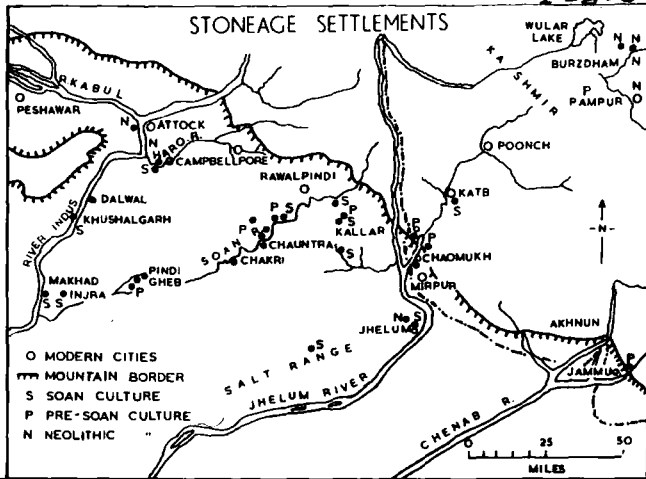 STONEAGE SETTLEMENTS
WULAR
LAKE
N N
BURZDHAM
N
KASHMIR
P
PAMPUR
N
R KABUL
PESHAWAR
N
ATTOCK
N
HARO R.
S
CAMPBELLPORE
POONCH
RAWALPINDI
KATB
S
-N-
DALWAL
KHUSHALGARH
S
RIVER INDUS
S
P
S
KALLAR
P S
P
SOAN R.
CHAUNTRA
S
CHAKRI
P
P
CHAOMUKH
MIRPUR
MAKHAD
S
INJRA
S
PINDI
GHEB
P
N
S
JHELUM
AKHNUN
S
SALT RANGE
JHELUM RIVER
JAMMU
P
CHENAB R.
O MODERN CITIES
MOUNTAIN BORDER
S SOAN CULTURE
P PRE-SOAN CULTURE
N NEOLITHIC "
0 25 50
MILES